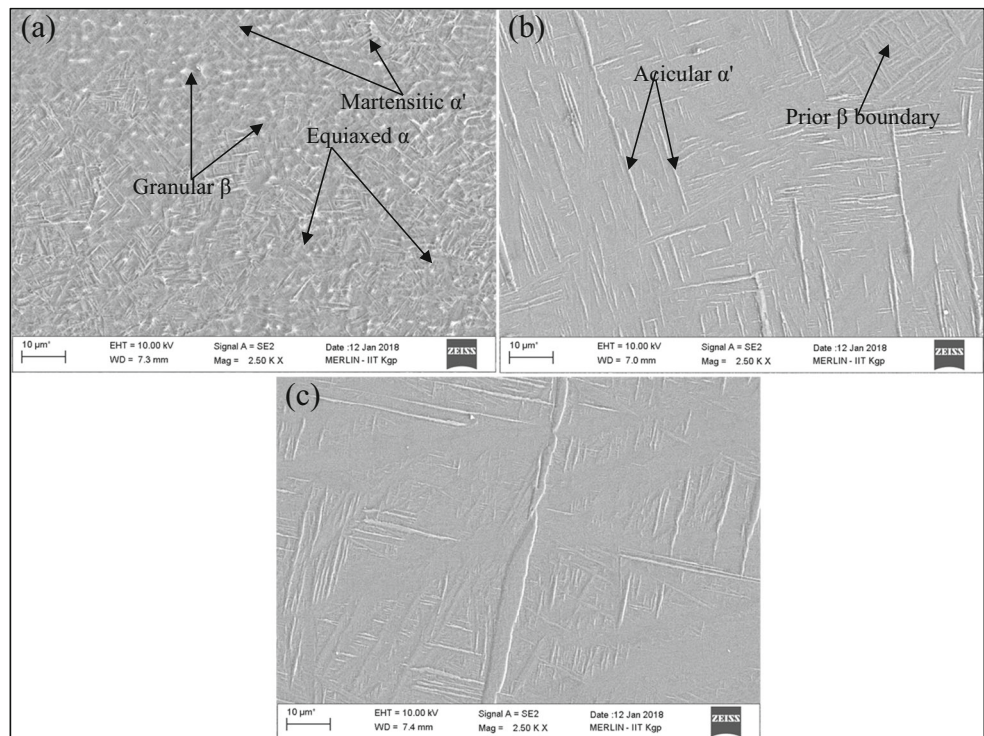 (a)
Martensitic α'
Equiaxed α
Granular β
10 µm*
EHT = 10.00 kV
WD = 7.3 mm
Signal A = SE2
Mag = 2.50 K X
Date :12 Jan 2018
MERLIN - IIT Kgp
ZEISS
(b)
Acicular α'
Prior β boundary
10 µm*
EHT = 10.00 kV
WD = 7.0 mm
Signal A = SE2
Mag = 2.50 K X
Date :12 Jan 2018
MERLIN - IIT Kgp
ZEISS
(c)
10 µm*
EHT = 10.00 kV
WD = 7.4 mm
Signal A = SE2
Mag = 2.50 K X
Date :12 Jan 2018
MERLIN - IIT Kgp
ZEISS